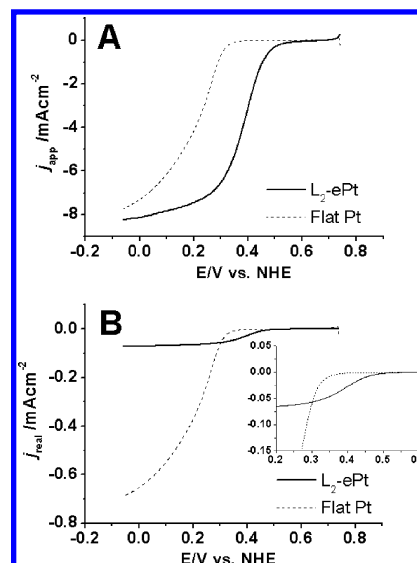 A
0
-2
-4
-6
-8
j_app /mAcm⁻²
L₂-ePt
Flat Pt
-0.2 0.0 0.2 0.4 0.6 0.8
E/V vs. NHE
B
0.0
-0.2
-0.4
-0.6
-0.8
j_real /mAcm⁻²
0.05
0.00
-0.05
-0.10
-0.15
0.2 0.3 0.4 0.5 0.6
L₂-ePt
Flat Pt
-0.2 0.0 0.2 0.4 0.6 0.8
E/V vs. NHE